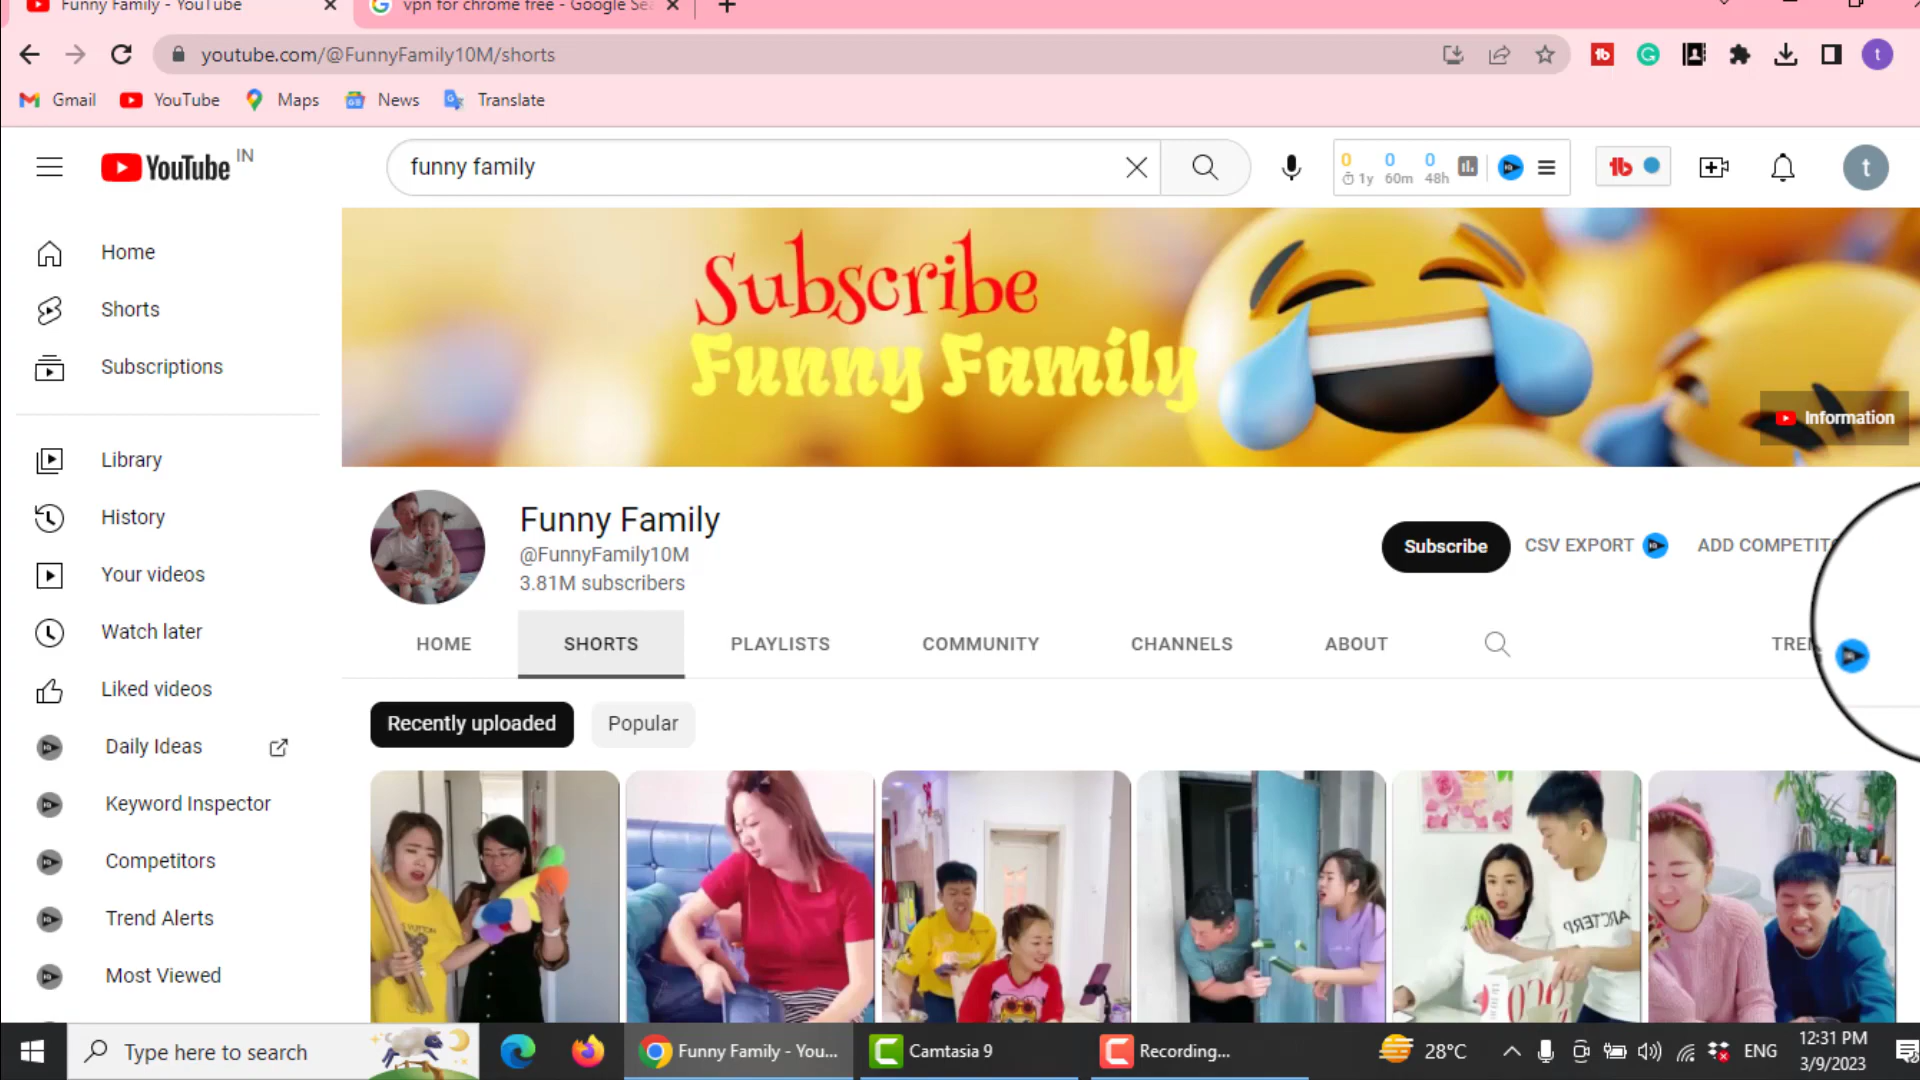 Funny Family - YouTube
vpn for chrome free - Google Sea
youtube.com/@FunnyFamily10M/shorts
Gmail
YouTube
Maps
News
Translate
YouTube IN
funny family
0 0 0
1y 60m 48h
t
Home
Shorts
Subscriptions
Library
History
Your videos
Watch later
Liked videos
Daily Ideas
Keyword Inspector
Competitors
Trend Alerts
Most Viewed
Subscribe
Funny Family
Information
Funny Family
@FunnyFamily10M
3.81M subscribers
Subscribe
CSV EXPORT
ADD COMPETITO
HOME
SHORTS
PLAYLISTS
COMMUNITY
CHANNELS
ABOUT
TREN
Recently uploaded
Popular
Type here to search
Funny Family - You...
Camtasia 9
Recording...
28°C
ENG
12:31 PM
3/9/2023